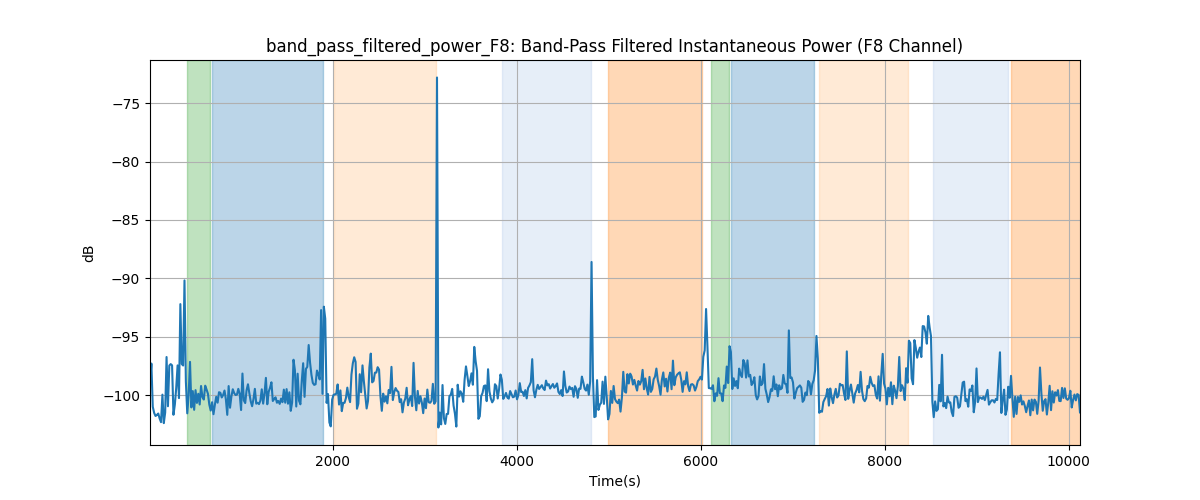 band_pass_filtered_power_F8: Band-Pass Filtered Instantaneous Power (F8 Channel)
−75
−80
−85
−90
−95
−100
dB
2000 4000 6000 8000 10000
Time(s)